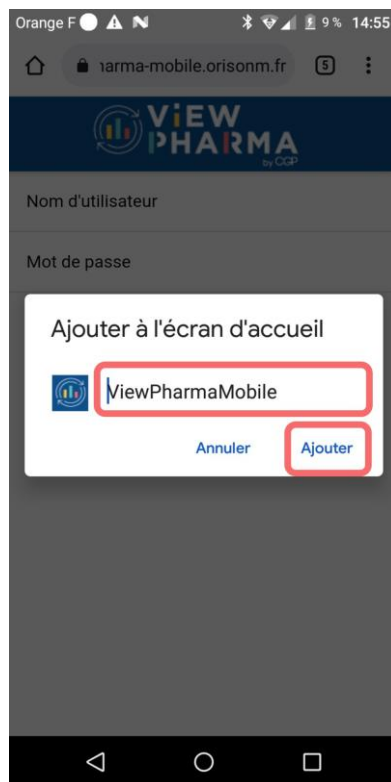 Orange F 9 % 14:55
arma-mobile.orisonm.fr 5
ViEW
PHARMA
by CGP
Nom d'utilisateur
Mot de passe
Ajouter à l'écran d'accueil
ViewPharmaMobile
Annuler Ajouter